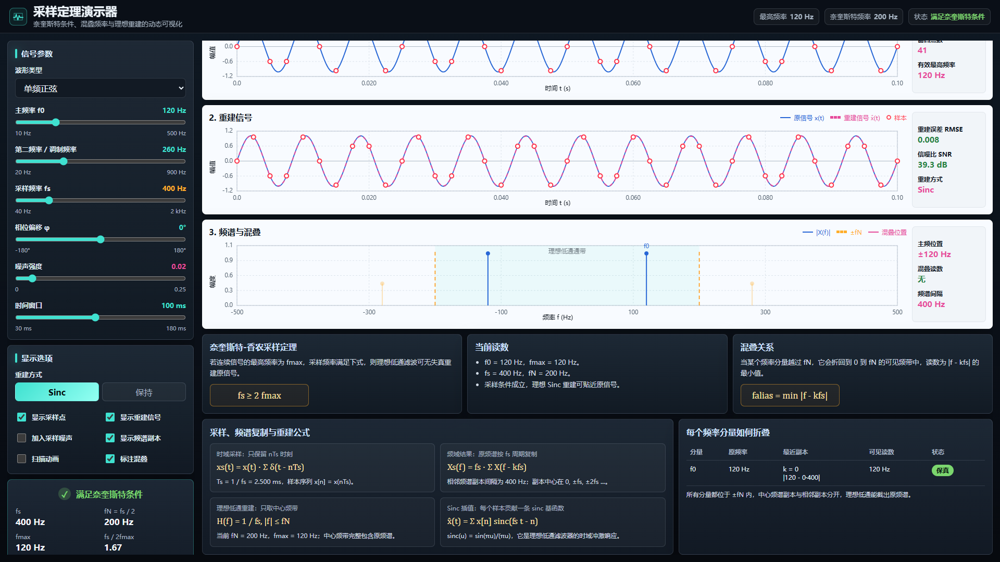 采样定理演示器
奈奎斯特条件、混叠频率与理想重建的动态可视化
最高频率 120 Hz
奈奎斯特频率 200 Hz
状态 满足奈奎斯特条件
信号参数
波形类型
单频正弦
主频率 f0 120 Hz
10 Hz 500 Hz
第二频率 / 调制频率 260 Hz
20 Hz 900 Hz
采样频率 fs 400 Hz
40 Hz 2 kHz
相位偏移 φ 0°
-180° 180°
噪声强度 0.02
0 0.25
时间窗口 100 ms
30 ms 180 ms
显示选项
重建方式
Sinc 保持
显示采样点 显示重建信号
加入采样噪声 显示频谱副本
扫描动画 标注混叠
满足奈奎斯特条件
fs fN = fs / 2
400 Hz 200 Hz
fmax fs / 2fmax
120 Hz 1.67
幅值
0.0
-0.6
-1.2
0.0 0.020 0.040 0.060 0.080 0.10
时间 t (s)
41
有效最高频率
120 Hz
2. 重建信号
原信号 x(t) 重建信号 x̂(t) 样本
幅值
1.2
0.6
0.0
-0.6
-1.2
0.0 0.020 0.040 0.060 0.080 0.10
时间 t (s)
重建误差 RMSE
0.008
信噪比 SNR
39.3 dB
重建方式
Sinc
3. 频谱与混叠
|X(f)| ±fN 混叠位置
幅度
1.1
0.9
0.6
0.3
0.0
理想低通通带
f0
-500 -300 -100 100 300 500
频率 f (Hz)
主频位置
±120 Hz
混叠读数
无
频谱间隔
400 Hz
奈奎斯特-香农采样定理
若连续信号的最高频率为 fmax，采样频率满足下式，则理想低通滤波可无失真重
建原信号。
fs ≥ 2 fmax
当前读数
f0 = 120 Hz，fmax = 120 Hz。
fs = 400 Hz，fN = 200 Hz。
采样条件成立，理想 Sinc 重建可贴近原信号。
混叠关系
当某个频率分量越过 fN，它会折回到 0 到 fN 的可见频带中，读数为 |f - kfs| 的
最小值。
falias = min |f - kfs|
采样、频谱复制与重建公式
时域采样：只保留 nTs 时刻
xs(t) = x(t) · Σ δ(t - nTs)
Ts = 1 / fs = 2.500 ms，样本序列 x[n] = x(nTs)。
频域结果：原频谱按 fs 周期复制
Xs(f) = fs · Σ X(f - kfs)
相邻频谱副本间隔为 400 Hz；副本中心在 0, ±fs, ±2fs ...。
理想低通重建：只取中心频带
H(f) = 1 / fs, |f| ≤ fN
当前 fN = 200 Hz，fmax = 120 Hz；中心频带完整包含原频谱。
Sinc 插值：每个样本贡献一条 sinc 基函数
x̂(t) = Σ x[n] sinc(fs t - n)
sinc(u) = sin(πu)/(πu)，它是理想低通滤波器的时域冲激响应。
每个频率分量如何折叠
分量 原频率 最近副本 可见读数 状态
f0 120 Hz k = 0 120 Hz 保真
|120 - 0·400|
所有分量都位于 ±fN 内，中心频谱副本与相邻副本分开，理想低通能截出原频谱。